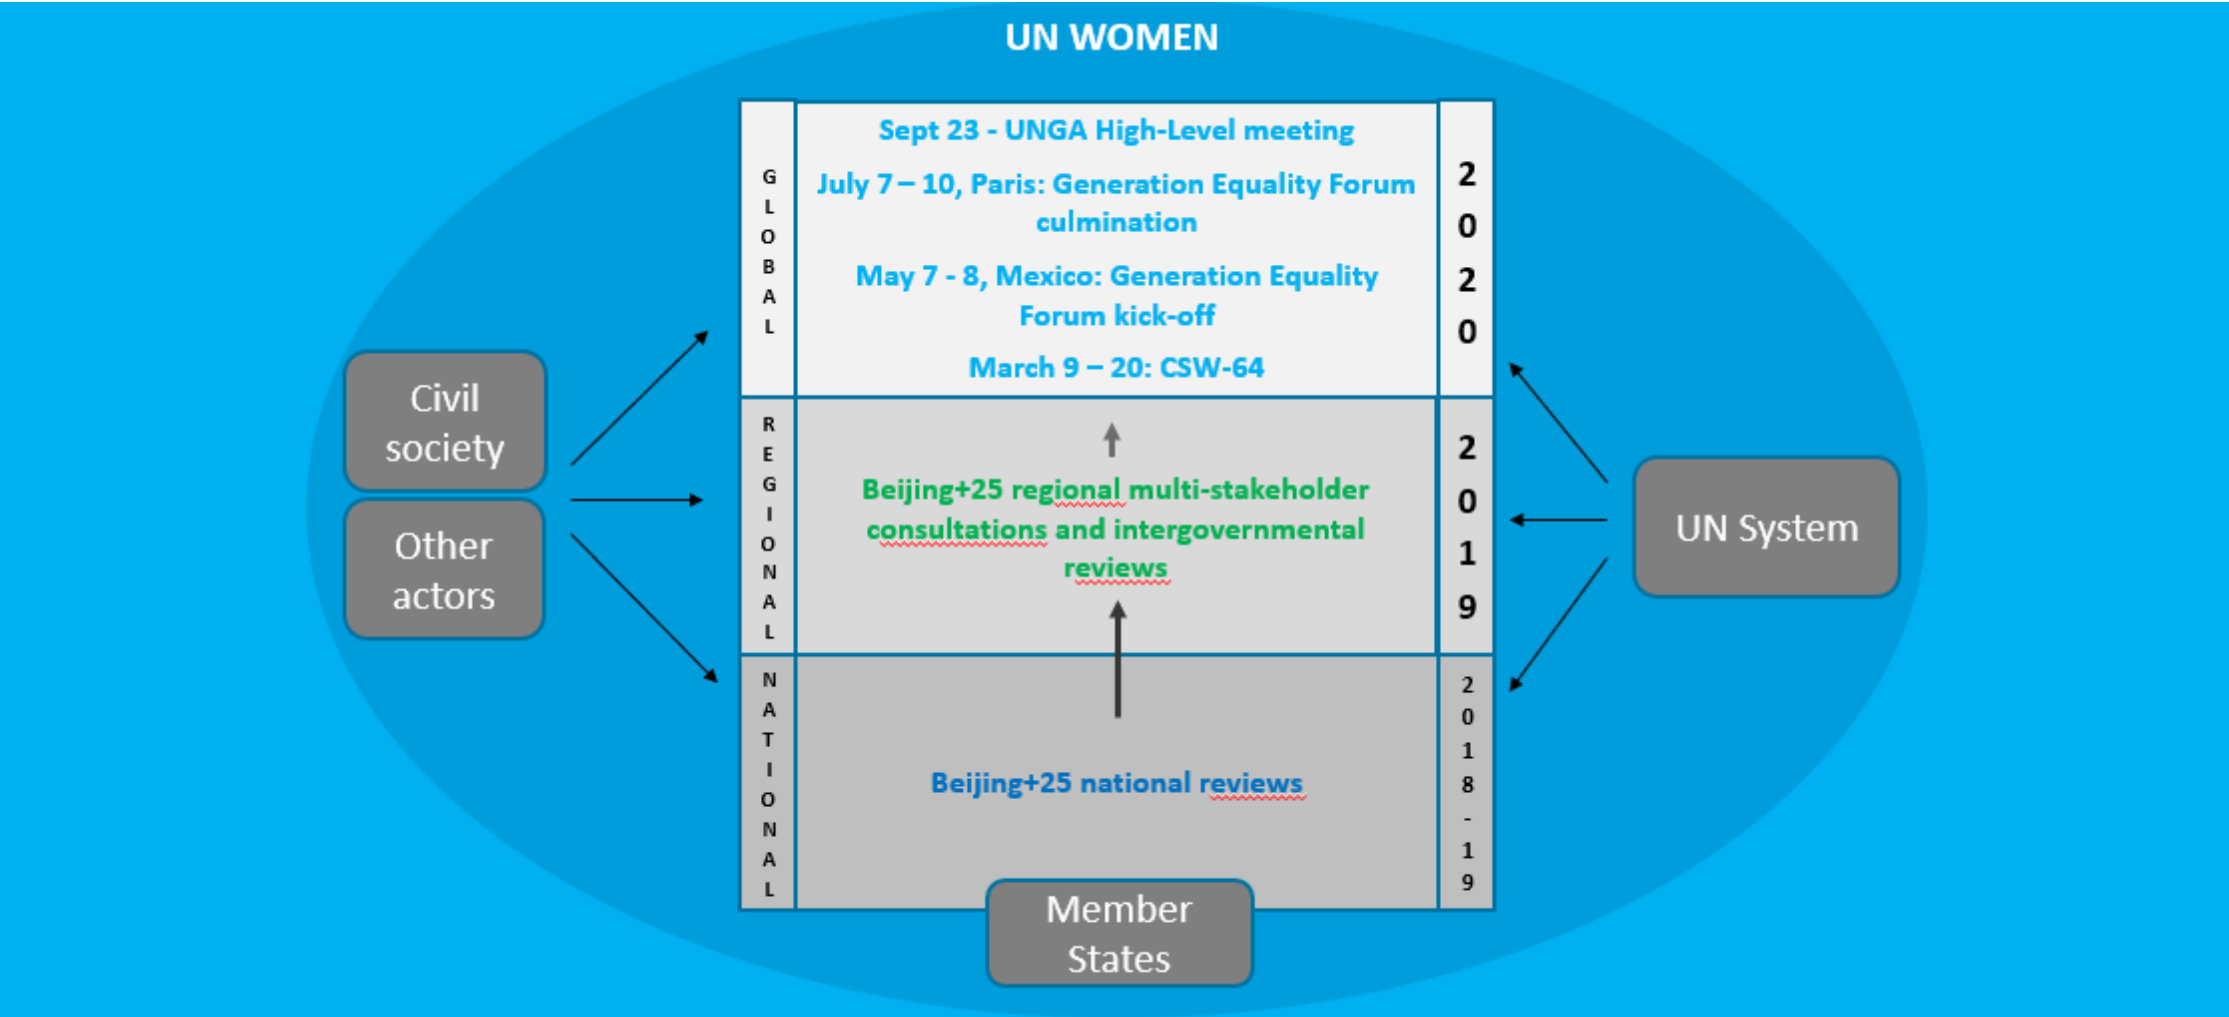 UN WOMEN
GLOBAL
Sept 23 - UNGA High-Level meeting
July 7 – 10, Paris: Generation Equality Forum
culmination
May 7 - 8, Mexico: Generation Equality
Forum kick-off
March 9 – 20: CSW-64
2020
REGIONAL
Beijing+25 regional multi-stakeholder
consultations and intergovernmental
reviews
2019
NATIONAL
Beijing+25 national reviews
2018-19
Civil
society
Other
actors
UN System
Member
States